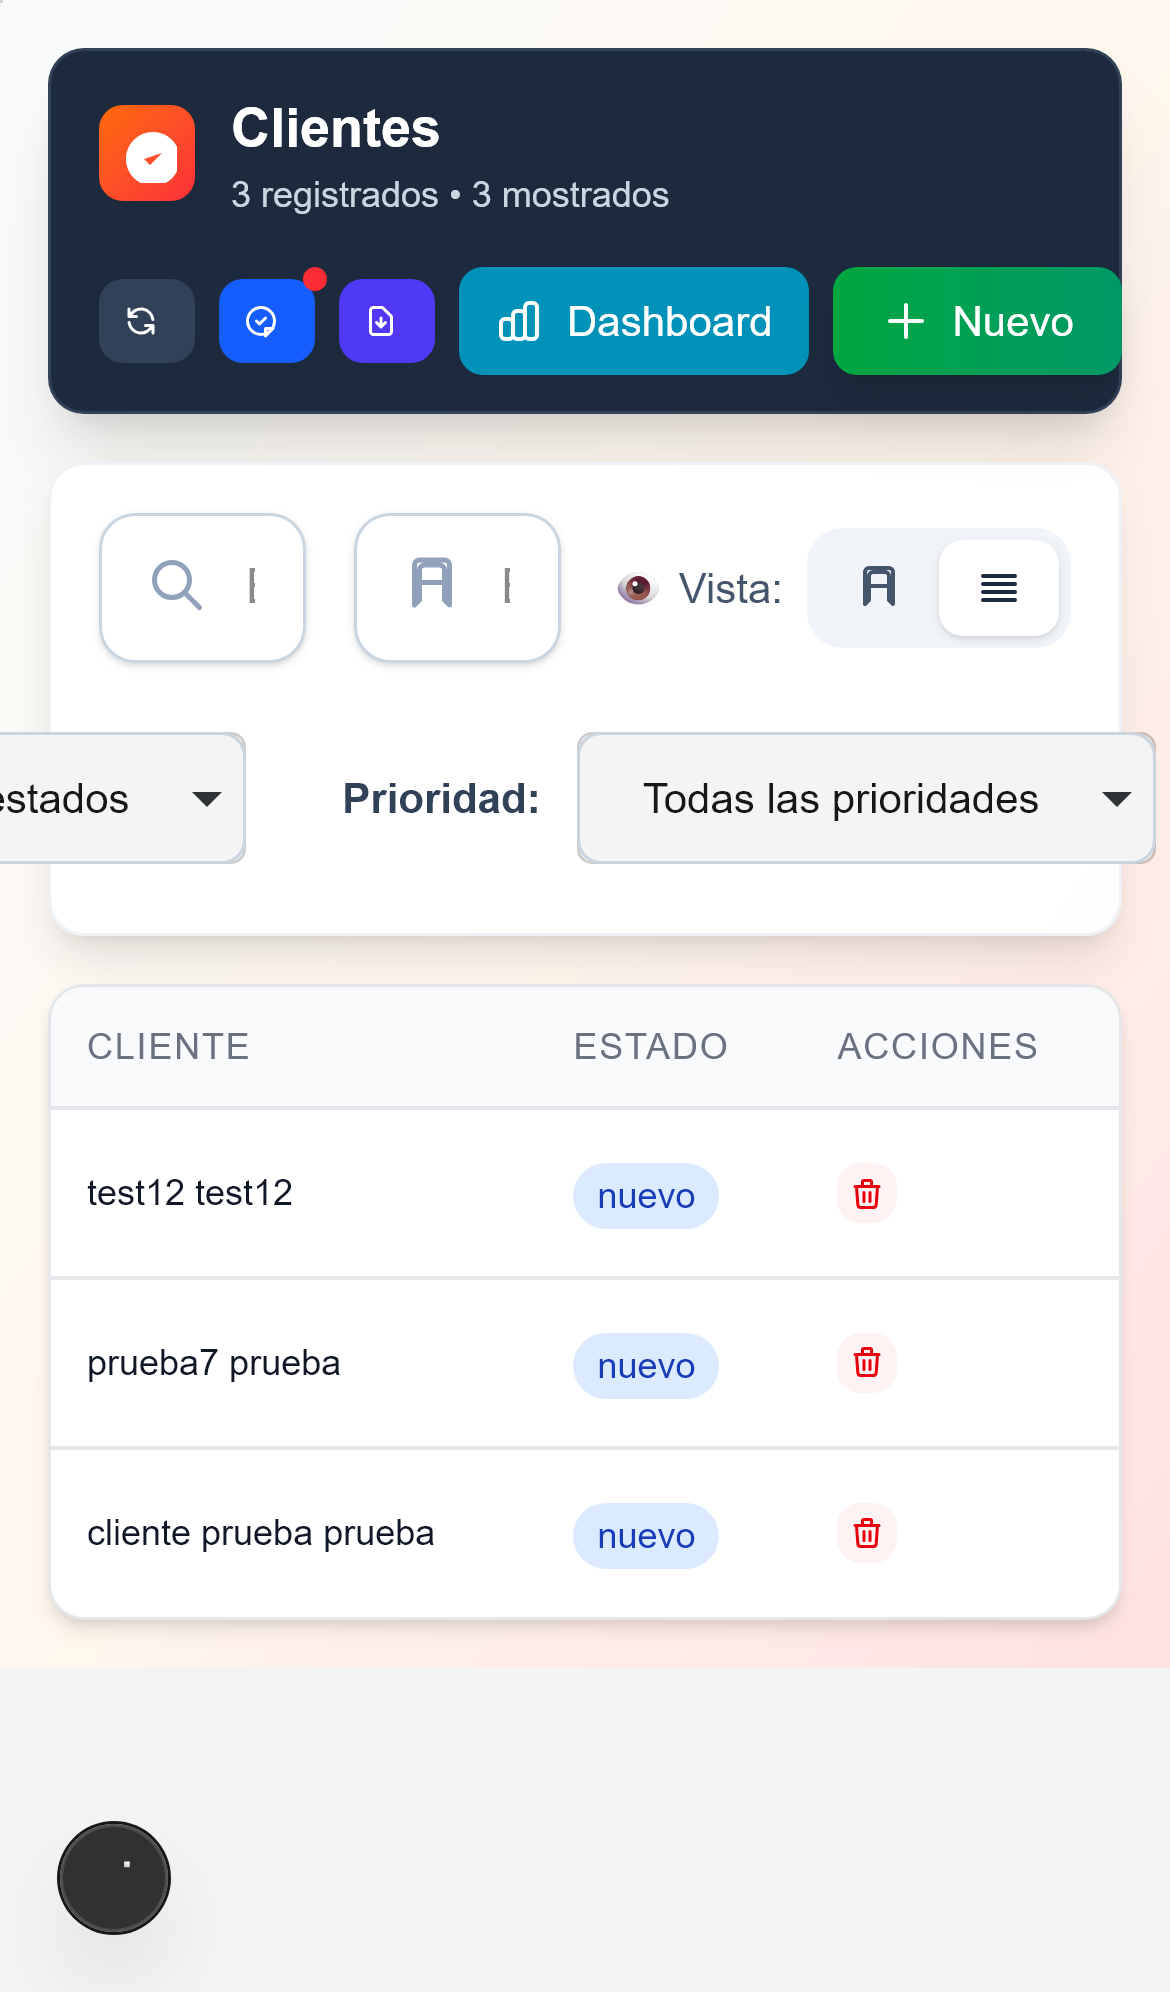 Clientes
3 registrados • 3 mostrados
Dashboard
Nuevo
Vista:
estados
Prioridad:
Todas las prioridades
CLIENTE ESTADO ACCIONES
test12 test12 nuevo
prueba7 prueba nuevo
cliente prueba prueba nuevo